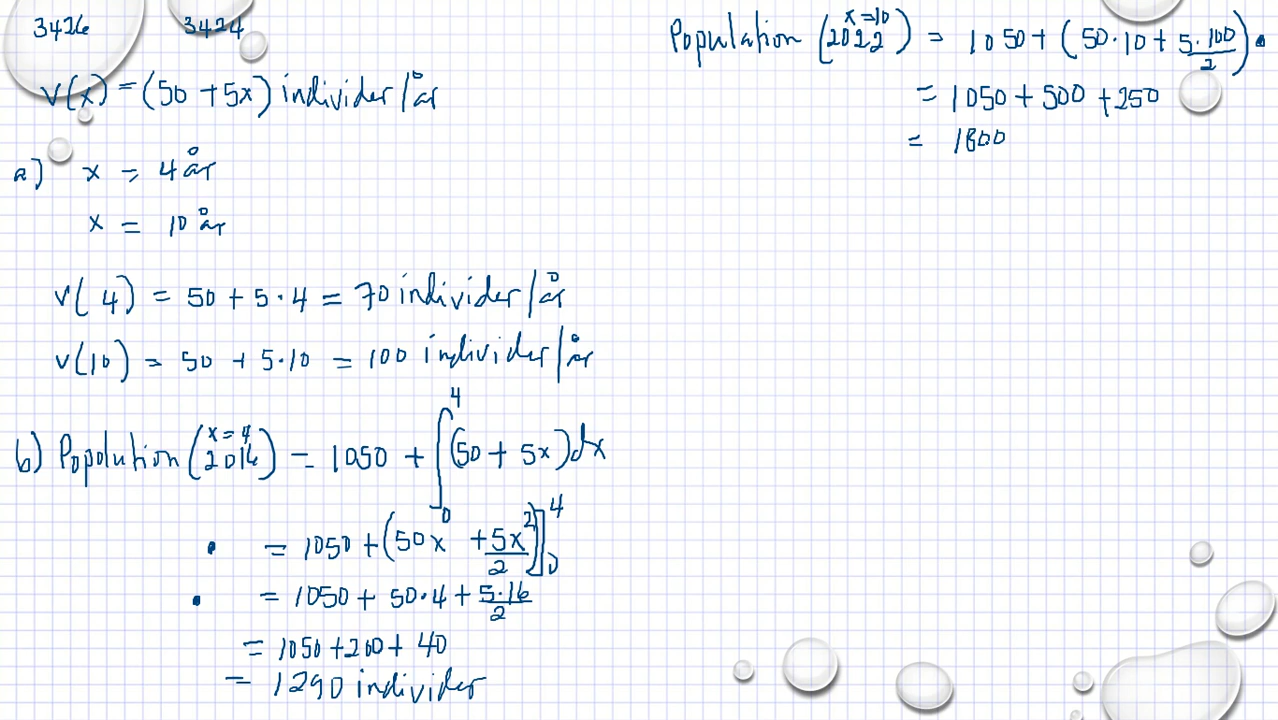 3426 3424
v(x) = (50 + 5x) individer/år
a) x = 4 år
x = 10 år
v(4) = 50 + 5·4 = 70 individer/år
v(10) = 50 + 5·10 = 100 individer/år
b) Popolution (x=4 2016) = 1050 + ∫₀⁴ (50 + 5x)dx
= 1050 + (50x + 5x²/2]₀⁴
= 1050 + 50·4 + 5·16/2
= 1050 + 200 + 40
= 1290 individer
Population (x=10 2022) = 1050 + (50·10 + 5·100/2)·
= 1050 + 500 + 250
= 1800